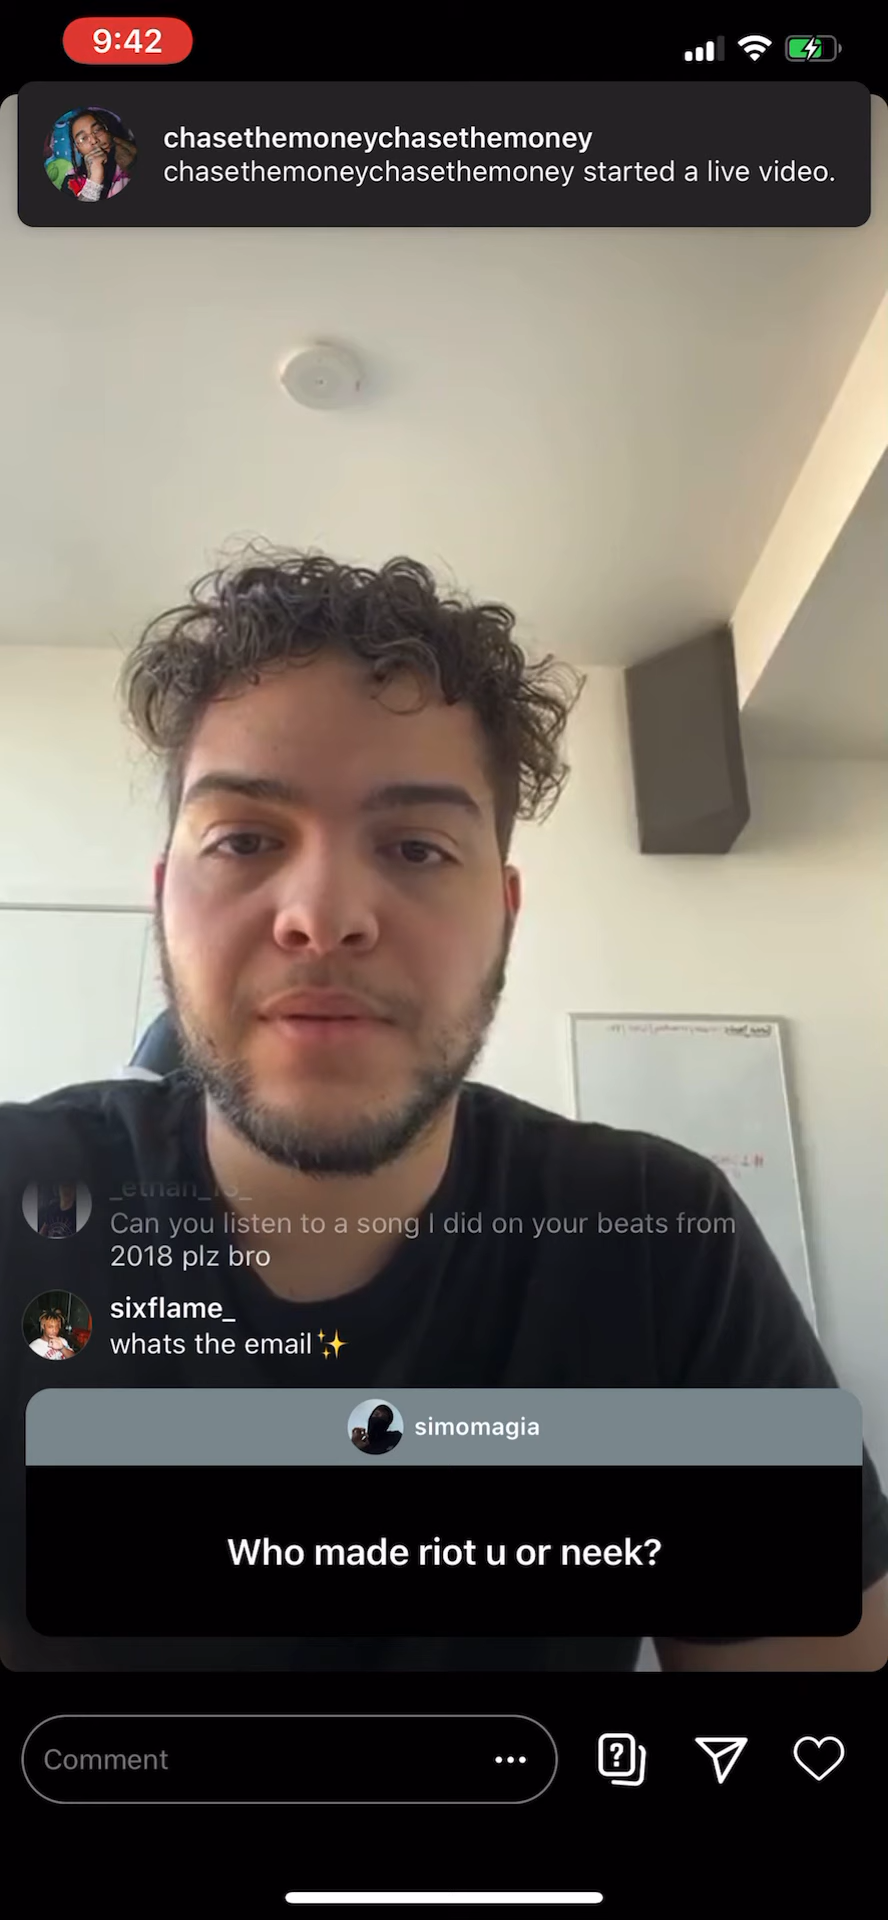 9:42
chasethemoneychasethemoney
chasethemoneychasethemoney started a live video.
Can you listen to a song I did on your beats from
2018 plz bro
sixflame_
whats the email✨
simomagia
Who made riot u or neek?
Comment